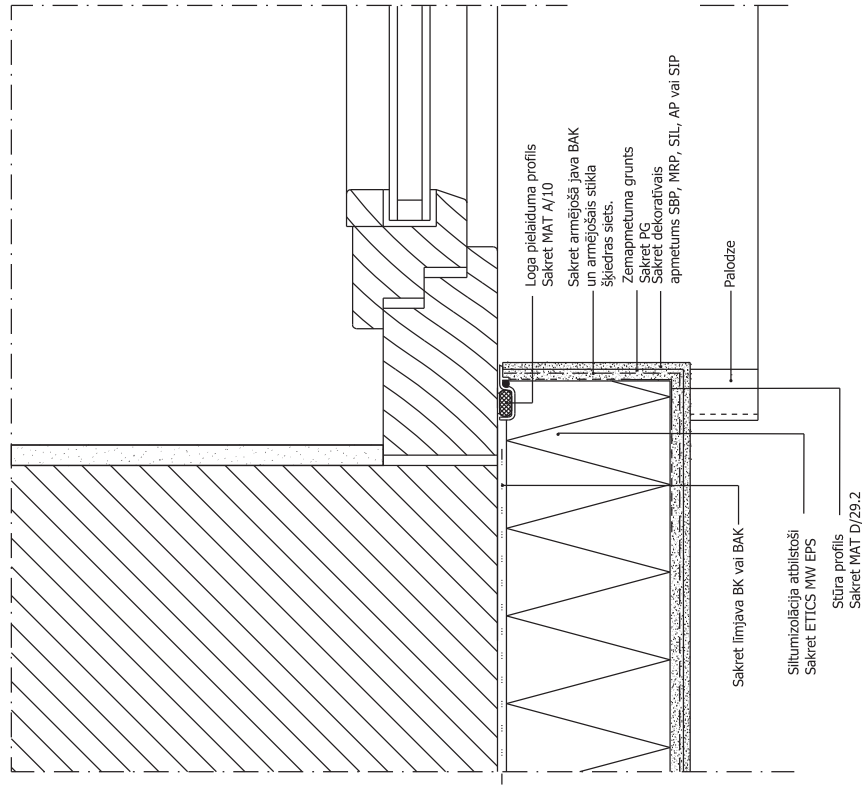 Loga pielaiduma profils
Sakret MAT A/10
Sakret armējošā java BAK
un armējošais stikla
šķiedras siets.
Zemapmetuma grunts
Sakret PG
Sakret dekoratīvais
apmetums SBP, MRP, SIL, AP vai SIP
Palodze
Sakret līmjava BK vai BAK
Siltumizolācija atbilstoši
Sakret ETICS MW EPS
Stūra profils
Sakret MAT D/29.2